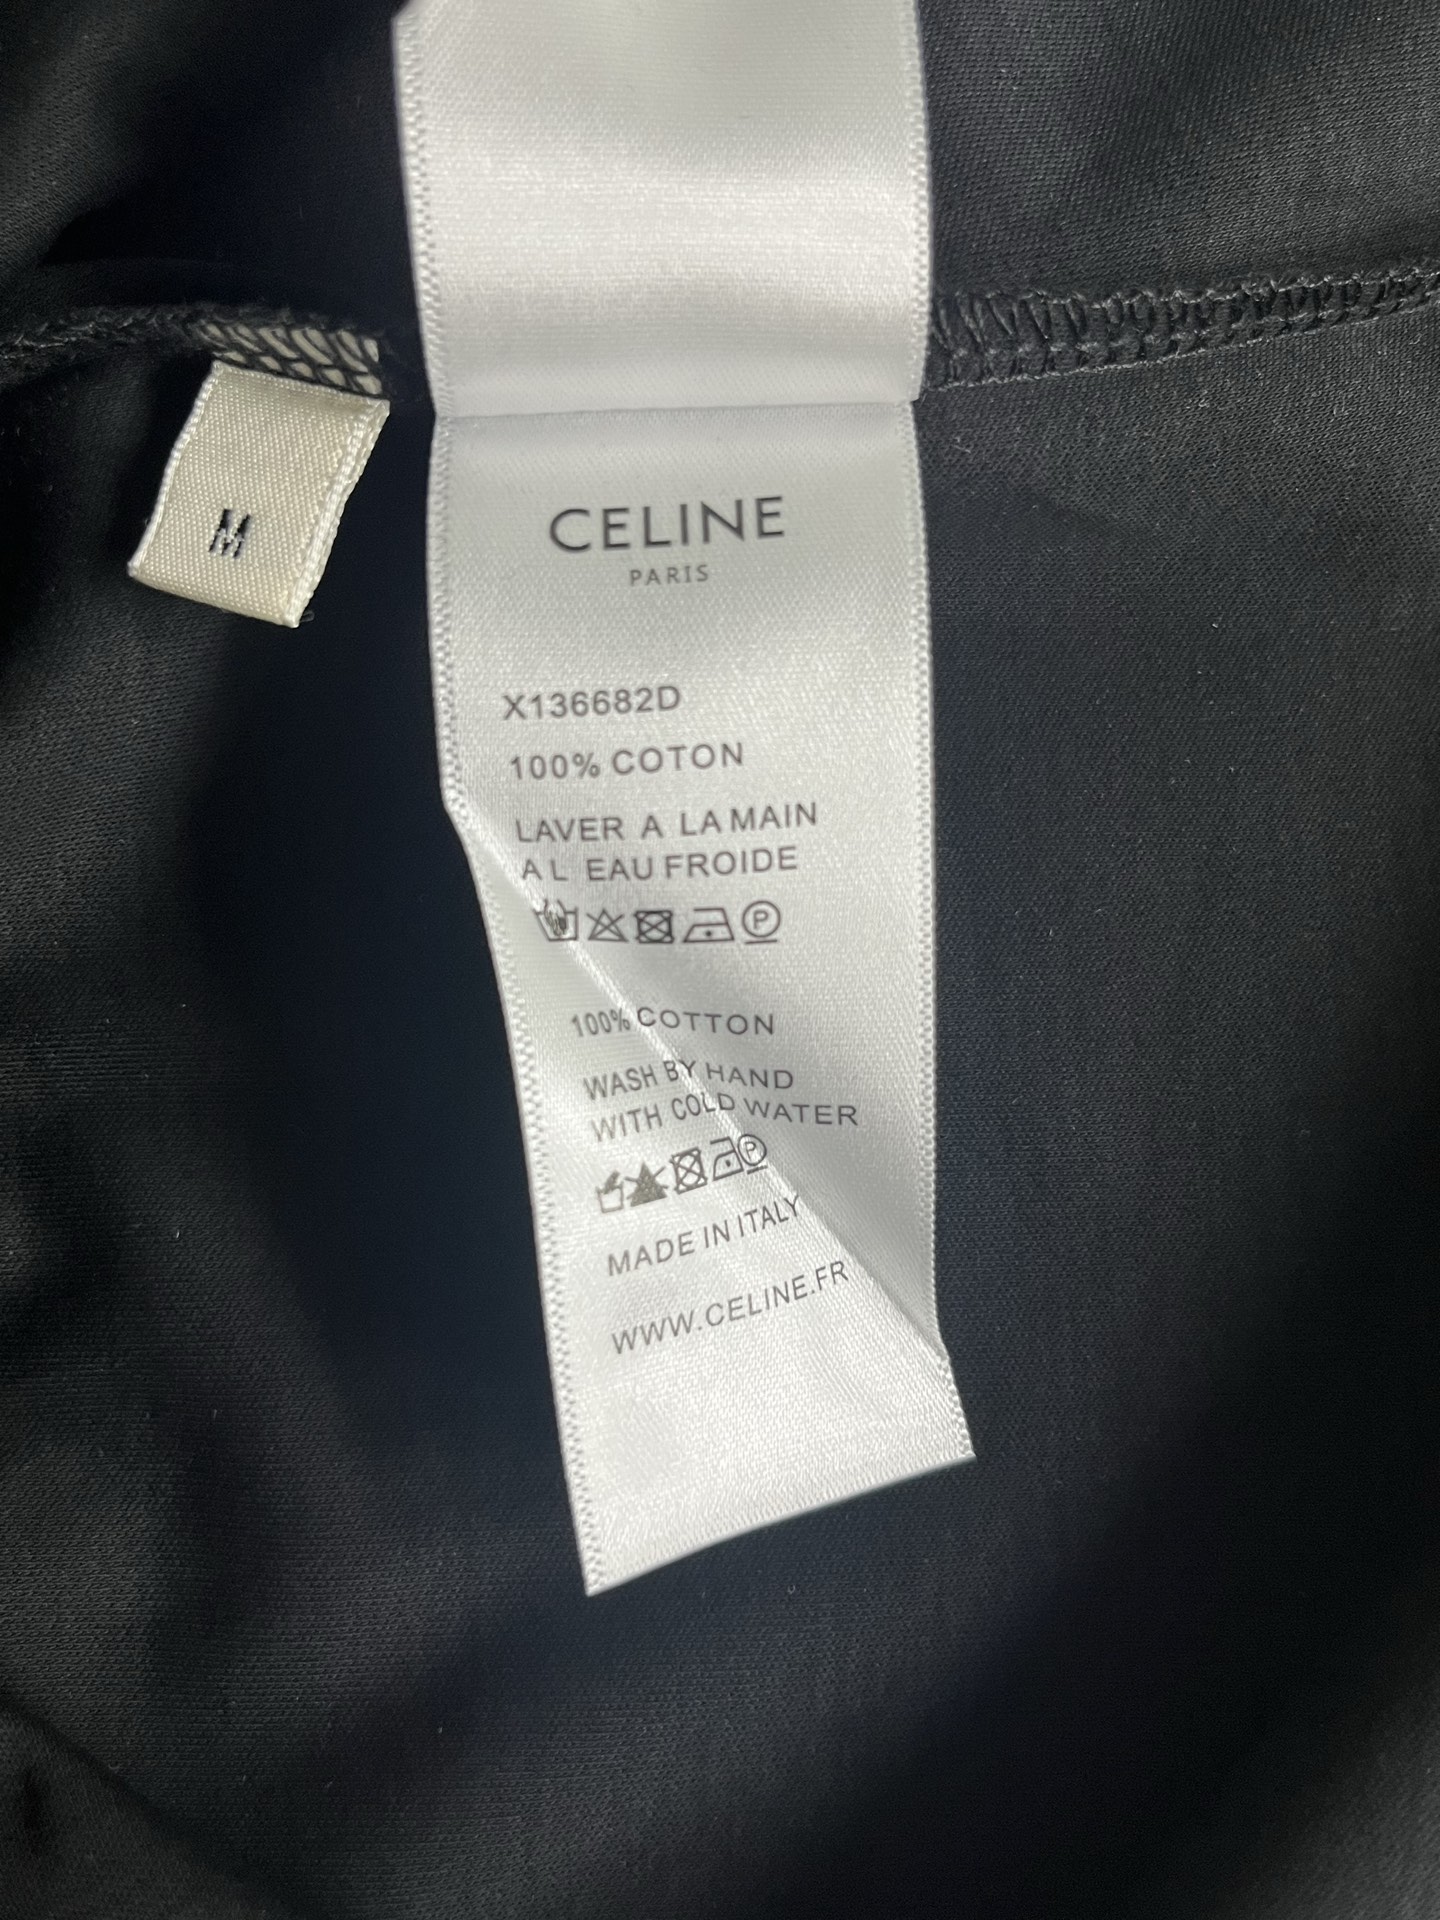 M
CELINE
PARIS
X136682D
100% COTON
LAVER A LA MAIN
A L EAU FROIDE
P
100% COTTON
WASH BY HAND
WITH COLD WATER
P
MADE IN ITALY
WWW.CELINE.FR